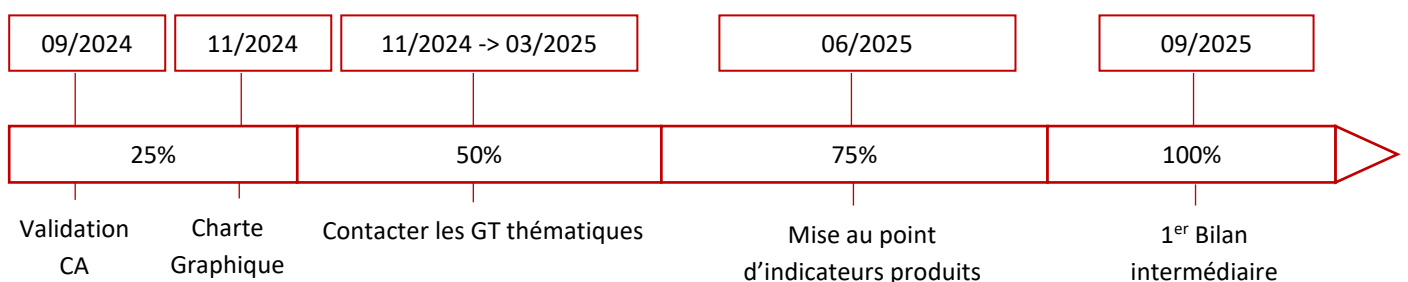 09/2024 11/2024 11/2024 -> 03/2025 06/2025 09/2025
25% 50% 75% 100%
Validation CA
Charte Graphique
Contacter les GT thématiques
Mise au point d’indicateurs produits
1er Bilan intermédiaire